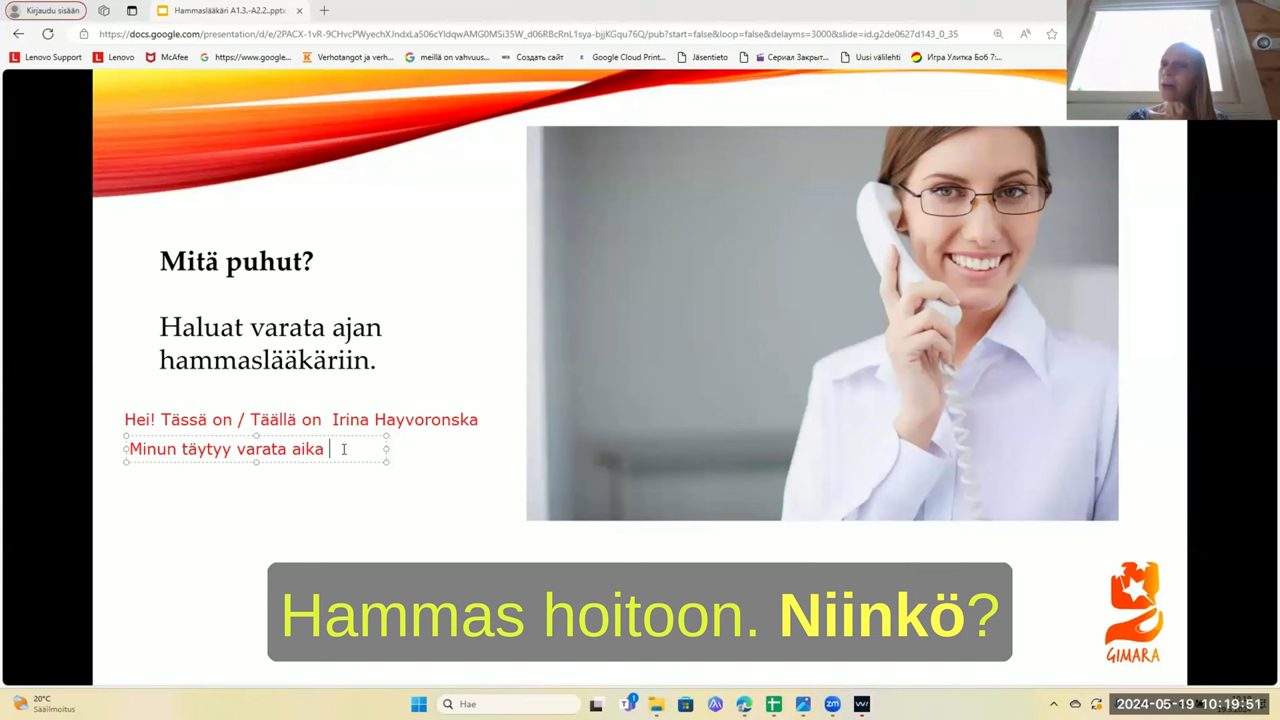 Kirjaudu sisään
Hammaslääkäri A1.3.-A2.2..pptx
https://docs.google.com/presentation/d/e/2PACX-1vR-9CHvcPWyechXJndxLa506cYldqwAMG0MSi35W_d06RBcRnL1sya-bjjKGqu76Q/pub?start=false&loop=false&delayms=3000&slide=id.g2de0627d143_0_35
Lenovo Support
Lenovo
McAfee
https://www.google...
Verhotangot ja verh...
meillä on vahvuus...
Создать сайт
Google Cloud Print...
Jäsentieto
Сериал Закрыт...
Uusi välilehti
Игра Улитка Боб 7:...
Mitä puhut?
Haluat varata ajan
hammaslääkäriin.
Hei! Tässä on / Täällä on Irina Hayvoronska
Minun täytyy varata aika
Hammas hoitoon. Niinkö?
GIMARA
20°C
Säailmoitus
Hae
2024-05-19 10:19:51